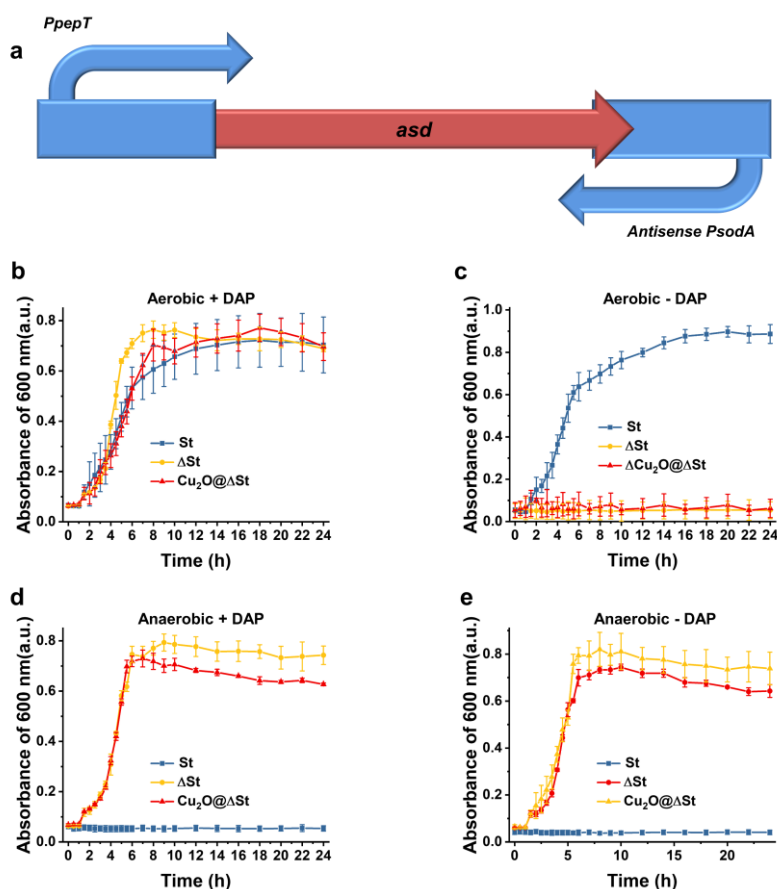 PpepT
a
asd
Antisense PsodA
b
Aerobic + DAP
Absorbance of 600 nm(a.u.)
0.8
0.6
0.4
0.2
0.0
St
ΔSt
Cu₂O@ΔSt
0 2 4 6 8 10 12 14 16 18 20 22 24
Time (h)
c
Aerobic - DAP
Absorbance of 600 nm(a.u.)
1.0
0.8
0.6
0.4
0.2
0.0
St
ΔSt
ΔCu₂O@ΔSt
0 2 4 6 8 10 12 14 16 18 20 22 24
Time (h)
d
Anaerobic + DAP
Absorbance of 600 nm(a.u.)
0.8
0.6
0.4
0.2
0.0
St
ΔSt
Cu₂O@ΔSt
0 2 4 6 8 10 12 14 16 18 20 22 24
Time (h)
e
Anaerobic - DAP
Absorbance of 600 nm(a.u.)
0.8
0.6
0.4
0.2
0.0
St
ΔSt
Cu₂O@ΔSt
0 5 10 15 20
Time (h)